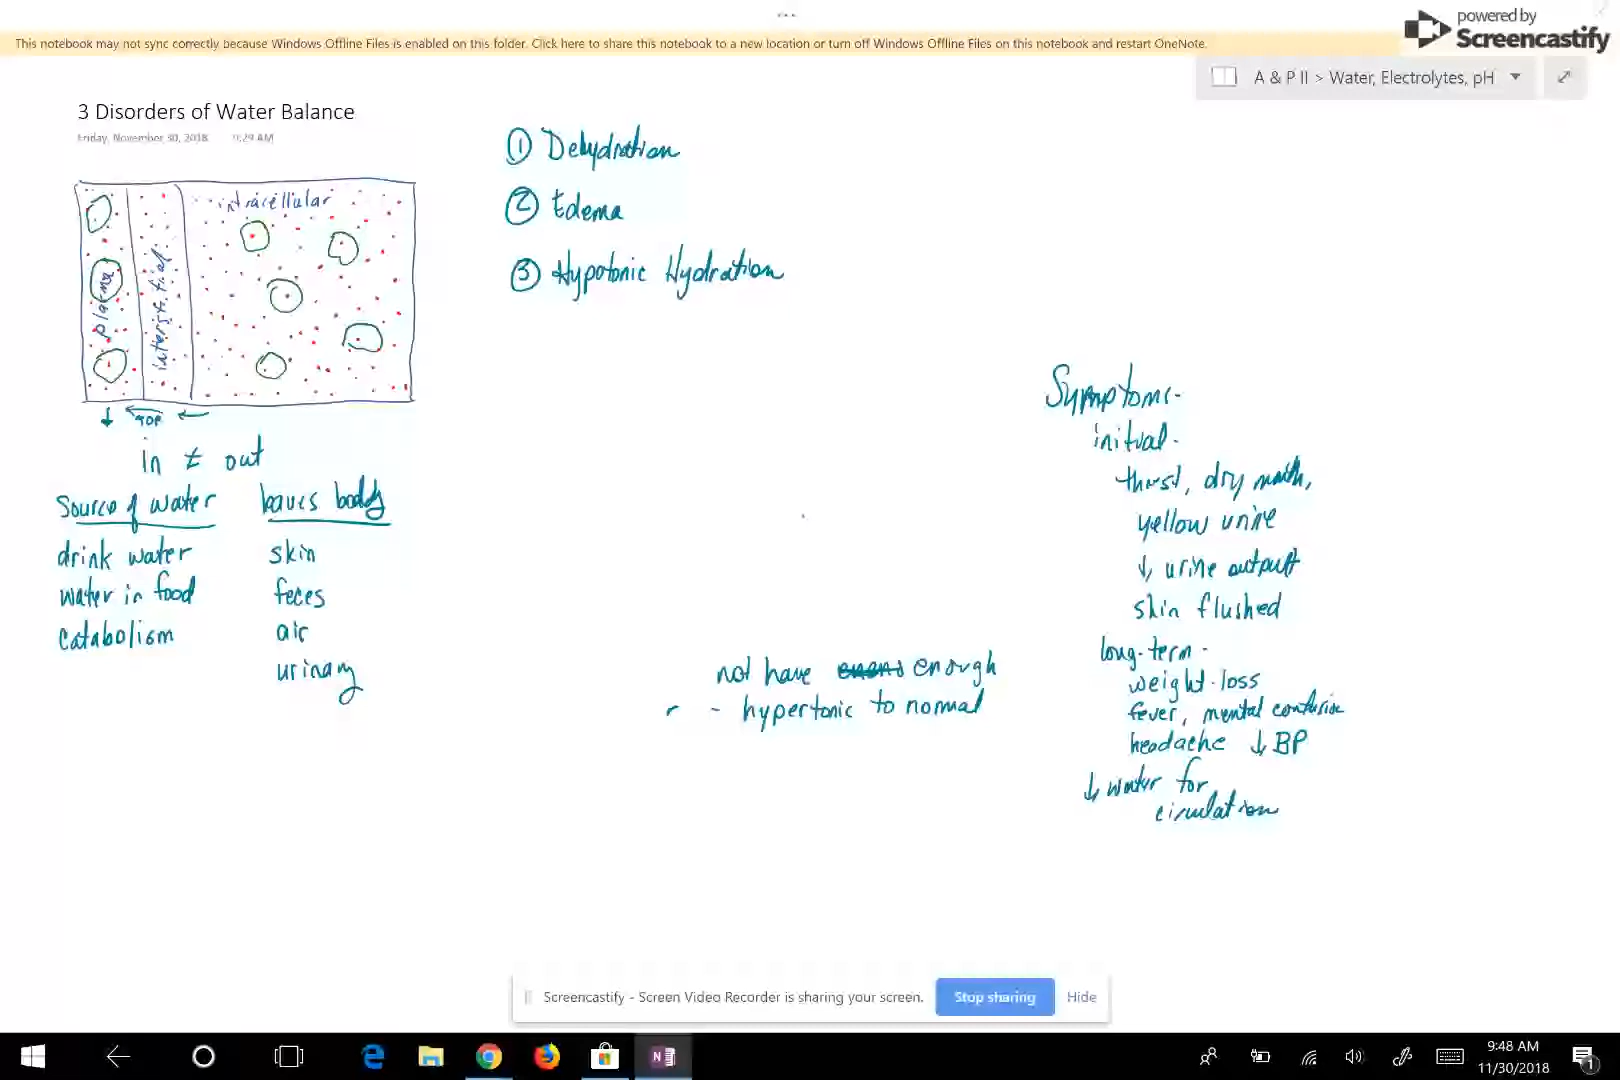 powered by
Screencastify
This notebook may not sync correctly because Windows Offline Files is enabled on this folder. Click here to share this notebook to a new location or turn off Windows Offline Files on this notebook and restart OneNote.
A & P II > Water, Electrolytes, pH
3 Disorders of Water Balance
Friday, November 30, 2018 9:29 AM
① Dehydration
② Edema
③ Hypotonic Hydration
intracellular
plasma
interstitial
in ≠ out
Source of water
drink water
water in food
catabolism
leaves body
skin
feces
air
urinary
not have enough
- hypertonic to normal
Symptoms-
initial-
thirst, dry mouth,
yellow urine
↓ urine output
skin flushed
long-term-
weight-loss
fever, mental confusion
headache ↓ BP
↓ water for
circulation
Screencastify - Screen Video Recorder is sharing your screen.
Stop sharing
Hide
9:48 AM
11/30/2018
1